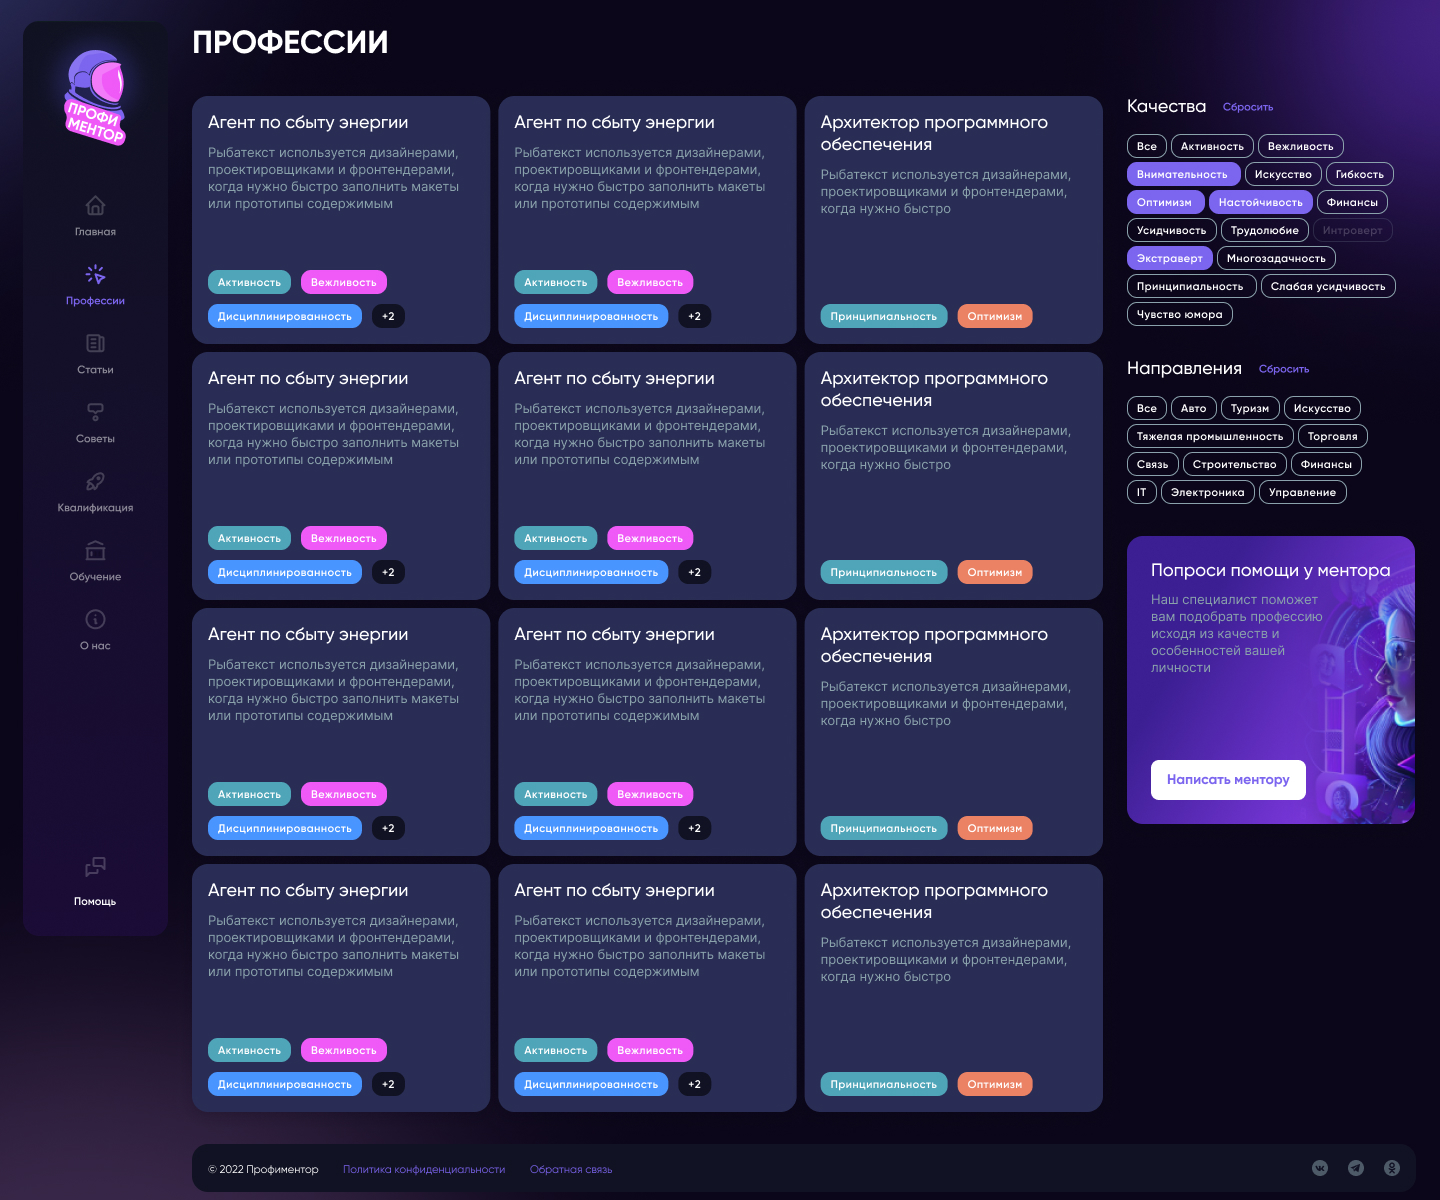 ПРОФИ
МЕНТОР
Главная
Профессии
Статьи
Советы
Квалификация
Обучение
О нас
Помощь
ПРОФЕССИИ
Агент по сбыту энергии
Рыбатекст используется дизайнерами,
проектировщиками и фронтендерами,
когда нужно быстро заполнить макеты
или прототипы содержимым
Активность Вежливость
Дисциплинированность +2
Агент по сбыту энергии
Рыбатекст используется дизайнерами,
проектировщиками и фронтендерами,
когда нужно быстро заполнить макеты
или прототипы содержимым
Активность Вежливость
Дисциплинированность +2
Архитектор программного
обеспечения
Рыбатекст используется дизайнерами,
проектировщиками и фронтендерами,
когда нужно быстро
Принципиальность Оптимизм
Агент по сбыту энергии
Рыбатекст используется дизайнерами,
проектировщиками и фронтендерами,
когда нужно быстро заполнить макеты
или прототипы содержимым
Активность Вежливость
Дисциплинированность +2
Агент по сбыту энергии
Рыбатекст используется дизайнерами,
проектировщиками и фронтендерами,
когда нужно быстро заполнить макеты
или прототипы содержимым
Активность Вежливость
Дисциплинированность +2
Архитектор программного
обеспечения
Рыбатекст используется дизайнерами,
проектировщиками и фронтендерами,
когда нужно быстро
Принципиальность Оптимизм
Агент по сбыту энергии
Рыбатекст используется дизайнерами,
проектировщиками и фронтендерами,
когда нужно быстро заполнить макеты
или прототипы содержимым
Активность Вежливость
Дисциплинированность +2
Агент по сбыту энергии
Рыбатекст используется дизайнерами,
проектировщиками и фронтендерами,
когда нужно быстро заполнить макеты
или прототипы содержимым
Активность Вежливость
Дисциплинированность +2
Архитектор программного
обеспечения
Рыбатекст используется дизайнерами,
проектировщиками и фронтендерами,
когда нужно быстро
Принципиальность Оптимизм
Агент по сбыту энергии
Рыбатекст используется дизайнерами,
проектировщиками и фронтендерами,
когда нужно быстро заполнить макеты
или прототипы содержимым
Активность Вежливость
Дисциплинированность +2
Агент по сбыту энергии
Рыбатекст используется дизайнерами,
проектировщиками и фронтендерами,
когда нужно быстро заполнить макеты
или прототипы содержимым
Активность Вежливость
Дисциплинированность +2
Архитектор программного
обеспечения
Рыбатекст используется дизайнерами,
проектировщиками и фронтендерами,
когда нужно быстро
Принципиальность Оптимизм
Качества Сбросить
Все Активность Вежливость
Внимательность Искусство Гибкость
Оптимизм Настойчивость Финансы
Усидчивость Трудолюбие Интроверт
Экстраверт Многозадачность
Принципиальность Слабая усидчивость
Чувство юмора
Направления Сбросить
Все Авто Туризм Искусство
Тяжелая промышленность Торговля
Связь Строительство Финансы
IT Электроника Управление
Попроси помощи у ментора
Наш специалист поможет
вам подобрать профессию
исходя из качеств и
особенностей вашей
личности
Написать ментору
© 2022 Профиментор Политика конфиденциальности Обратная связь